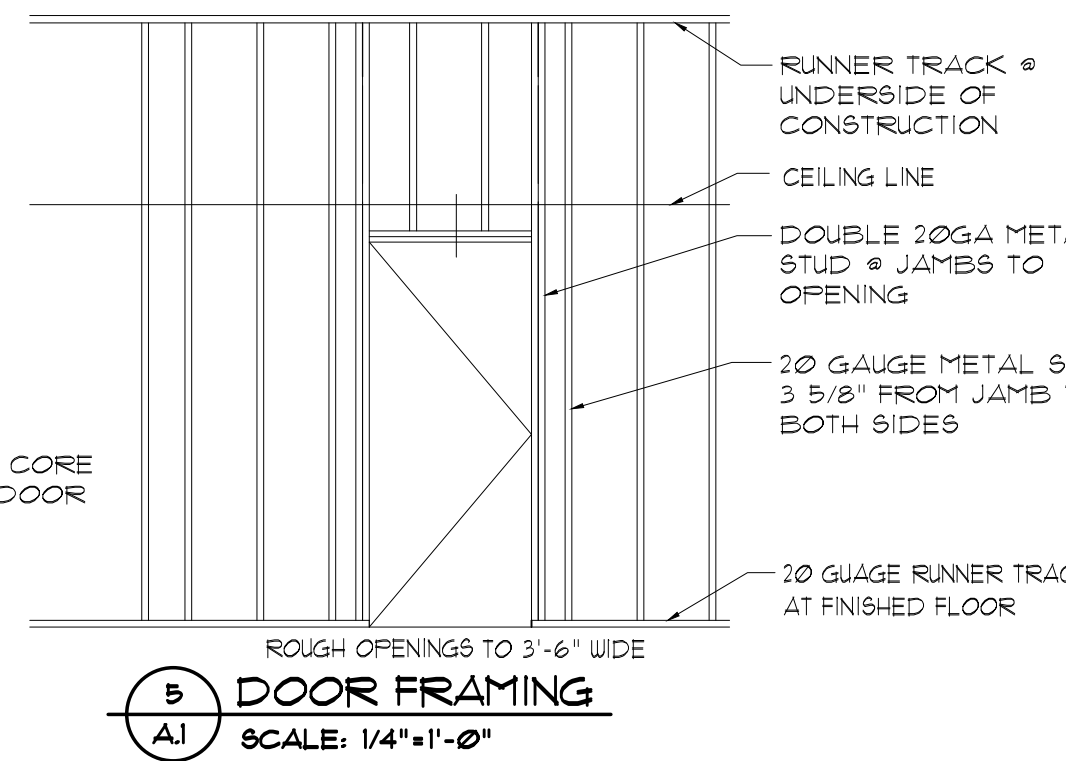 RUNNER TRACK @
UNDERSIDE OF
CONSTRUCTION
CEILING LINE
DOUBLE 20GA
STUD @ JAMBS TO
OPENING
20 GAUGE METAL
3 5/8" FROM JAMB
BOTH SIDES
CORE
DOOR
20 GUAGE RUNNER
AT FINISHED FLOOR
ROUGH OPENINGS TO 3'-6" WIDE
5
DOOR FRAMING
A.1
SCALE: 1/4"=1'-0"